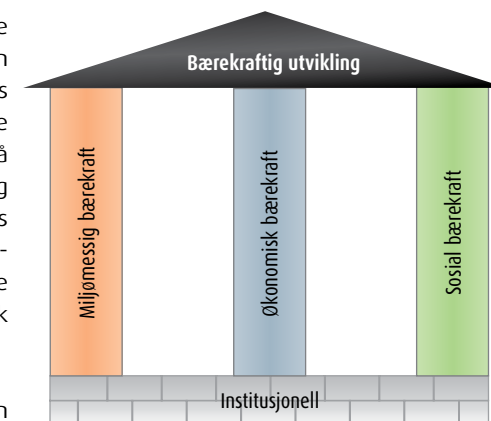 Bærekraftig utvikling
Miljømessig bærekraft
Økonomisk bærekraft
Sosial bærekraft
Institusjonell